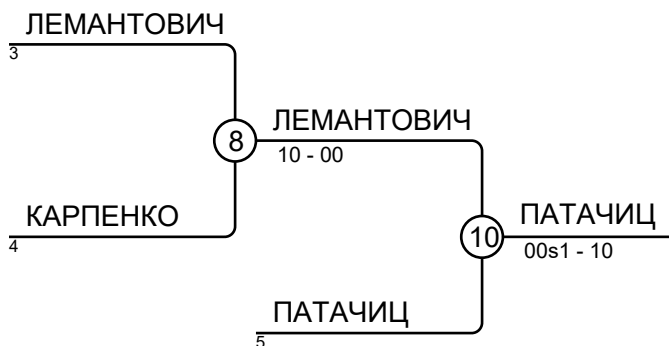 ЛЕМАНТОВИЧ
3
8
ЛЕМАНТОВИЧ
10 - 00
КАРПЕНКО
4
10
ПАТАЧИЦ
00s1 - 10
ПАТАЧИЦ
5